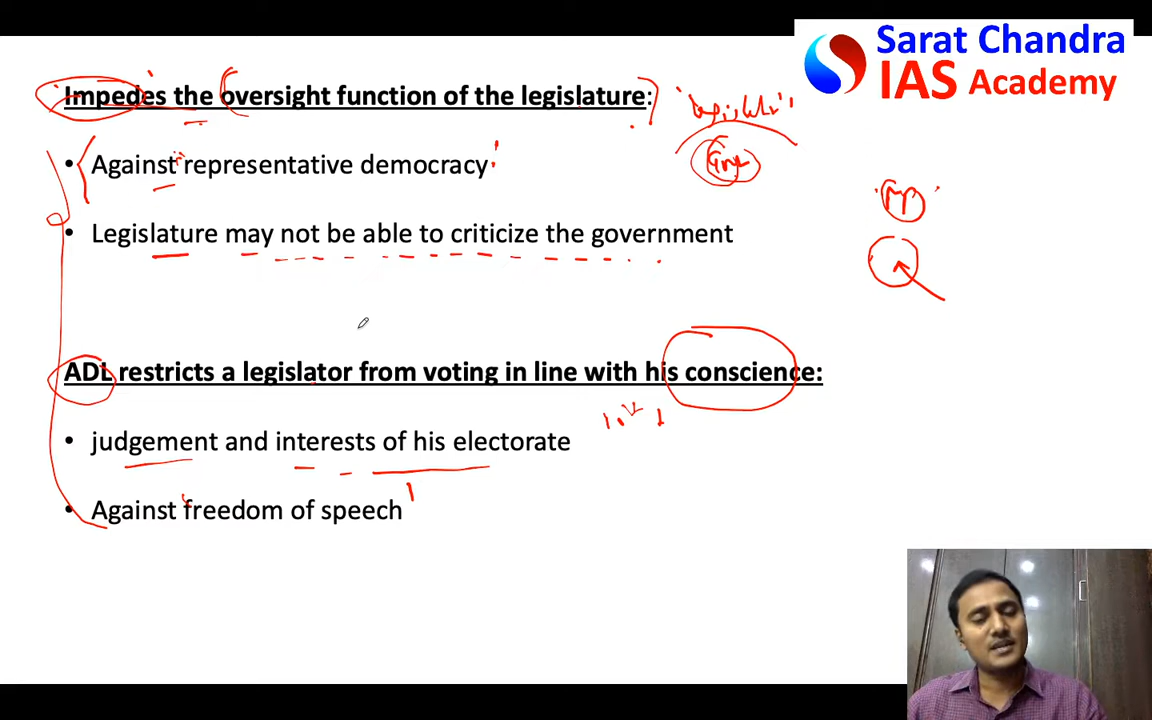 Sarat Chandra
IAS Academy
Impedes the oversight function of the legislature:
• Against representative democracy
• Legislature may not be able to criticize the government
ADL restricts a legislator from voting in line with his conscience:
• judgement and interests of his electorate
• Against freedom of speech